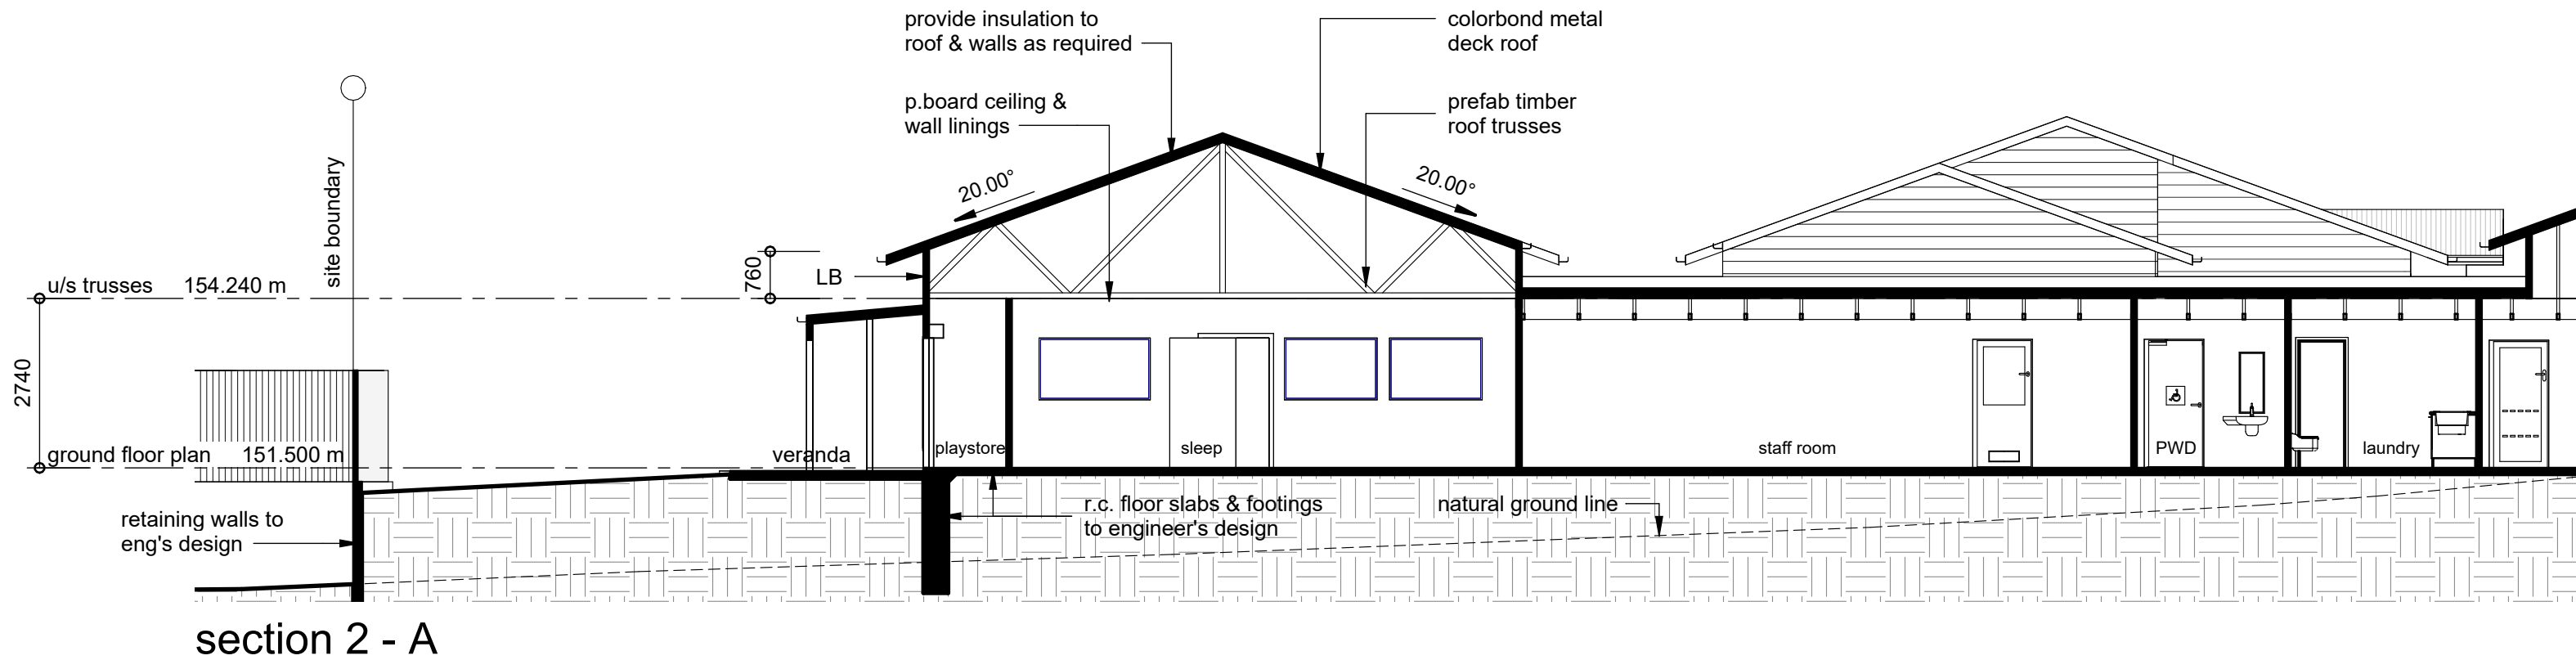 provide insulation to
roof & walls as required
colorbond metal
deck roof
p.board ceiling &
wall linings
prefab timber
roof trusses
site boundary
20.00°
20.00°
760
LB
u/s trusses 154.240 m
2740
ground floor plan 151.500 m
veranda
playstore
sleep
staff room
PWD
laundry
retaining walls to
eng's design
r.c. floor slabs & footings
to engineer's design
natural ground line
section 2 - A